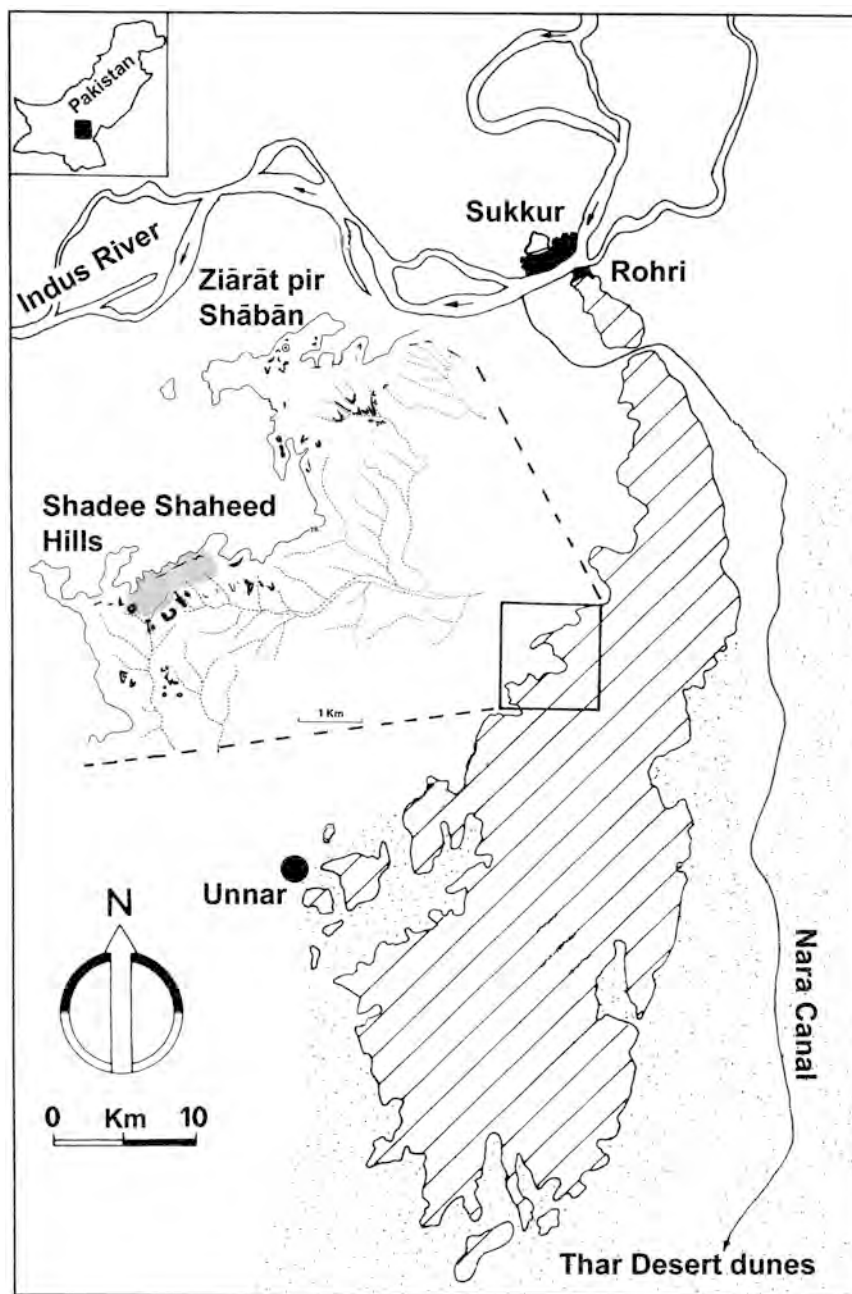 Pakistan
Sukkur
Rohri
Indus River
Ziārāt pir
Shābān
Shadee Shaheed
Hills
1 Km
Unnar
N
Nara Canal
0 Km 10
Thar Desert dunes